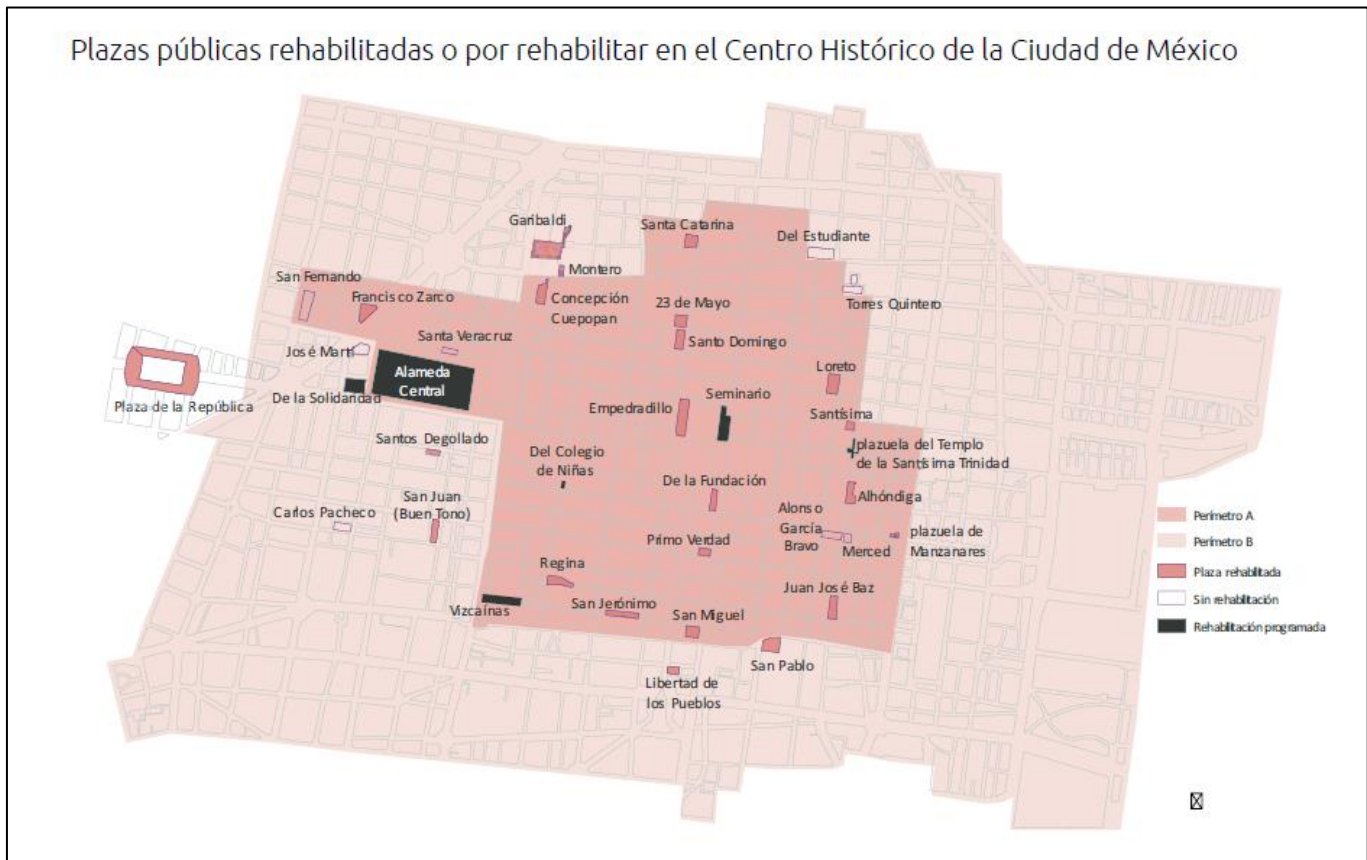 Plazas públicas rehabilitadas o por rehabilitar en el Centro Histórico de la Ciudad de México
Garibaldi
Santa Catarina
Del Estudiante
Montero
San Fernando
Francisco Zarco
Concepción
Cuepopan
23 de Mayo
Torres Quintero
Santa Veracruz
Santo Domingo
José Martí
Alameda
Central
Loreto
De la Solidaridad
Plaza de la República
Seminario
Empedradillo
Santísima
Santos Degollado
plazuela del Templo
de la Santísima Trinidad
Del Colegio
de Niñas
De la Fundación
San Juan
(Buen Tono)
Carlos Pacheco
Alhóndiga
Alonso
García
Bravo
Merced
plazuela de
Manzanares
Primo Verdad
Regina
Juan José Baz
Vizcaínas
San Jerónimo
San Miguel
San Pablo
Libertad de
los Pueblos
Perímetro A
Perímetro B
Plaza rehabilitada
Sin rehabilitación
Rehabilitación programada